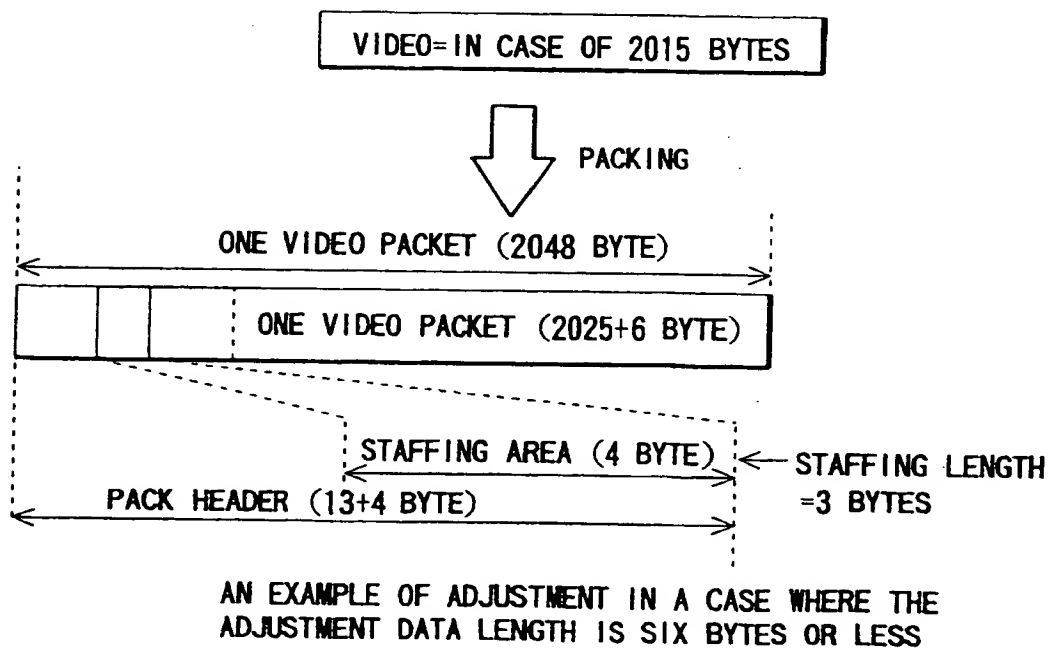 VIDEO=IN CASE OF 2015 BYTES
PACKING
ONE VIDEO PACKET (2048 BYTE)
ONE VIDEO PACKET (2025+6 BYTE)
STAFFING AREA (4 BYTE)
STAFFING LENGTH
=3 BYTES
PACK HEADER (13+4 BYTE)
AN EXAMPLE OF ADJUSTMENT IN A CASE WHERE THE
ADJUSTMENT DATA LENGTH IS SIX BYTES OR LESS